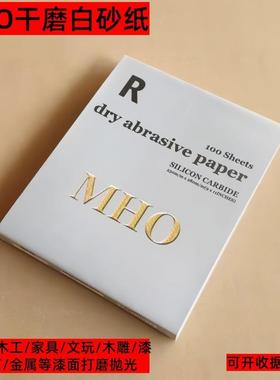 O干磨白砂纸
R
dry abrasive paper
100 Sheets
SILICON CARBIDE
MHO
木工/家具/文玩/木雕/漆
/金属等漆面打磨抛光
可开收据